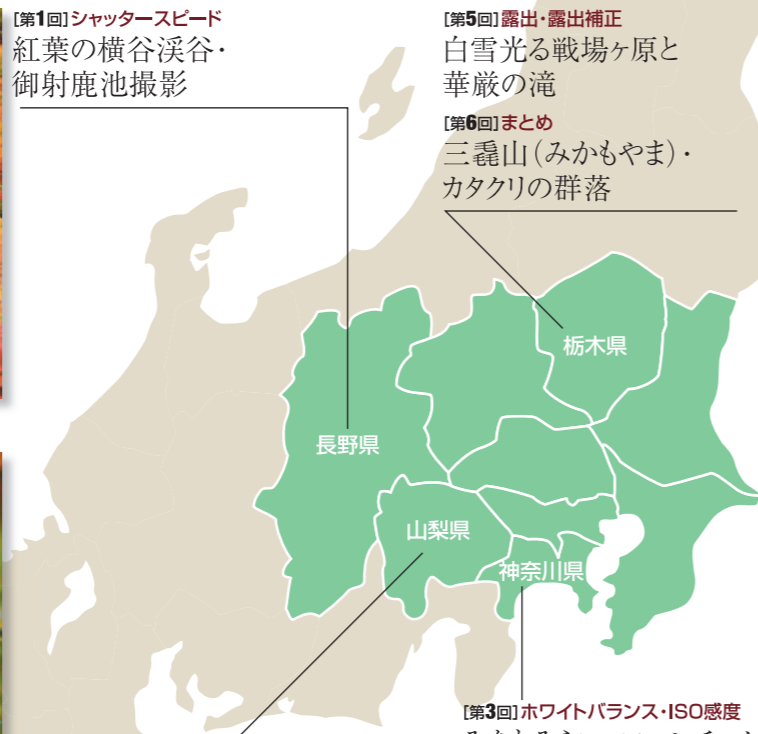 [第1回]シャッタースピード
紅葉の横谷渓谷・
御射鹿池撮影
[第5回]露出・露出補正
白雪光る戦場ヶ原と
華厳の滝
[第6回]まとめ
三毳山(みかもやま)・
カタクリの群落
栃木県
長野県
山梨県
神奈川県
[第3回]ホワイトバランス・ISO感度